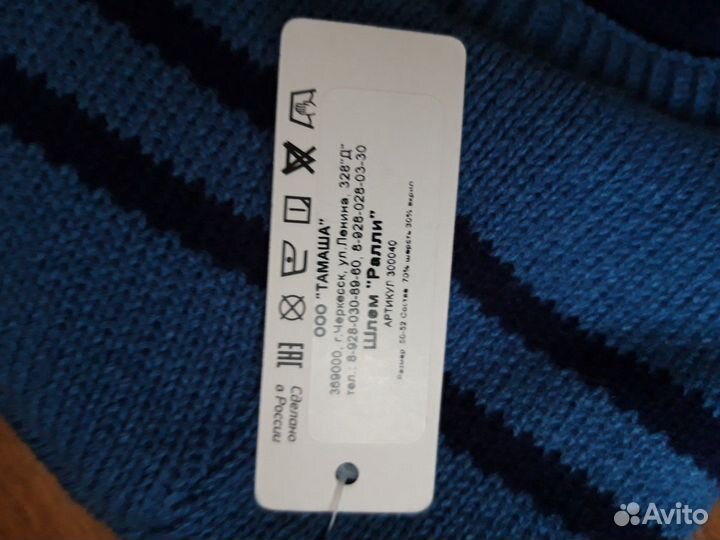 ООО "ТАМАША"
369000, г.Черкесск, ул.Ленина, 328"Д"
тел.: 8-928-030-89-60, 8-928-028-03-30
Шлем "Ралли"
АРТИКУЛ 300040
Размер 50-52 Состав 70% шерсть 30% акрил
EAC
Сделано
в России
Avito